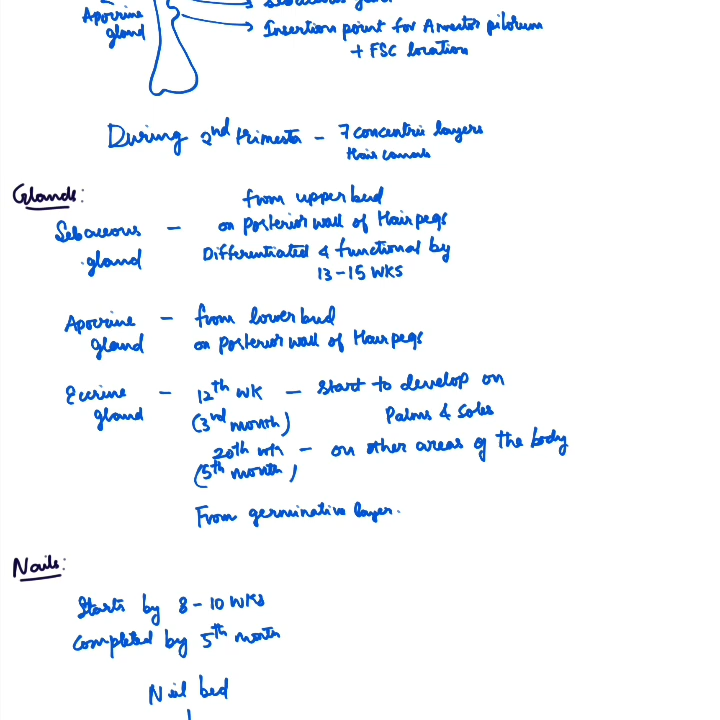 Apocrine
gland
Insertion point for Arrector pilorum
+ FSC location
During 2nd trimester - 7 concentric layers
Hair canals
Glands:
Sebaceous gland - from upper bud
on Posterior wall of Hair pegs
Differentiated & functional by
13-15 WKS
Apocrine gland - from lower bud
on posterior wall of Hair pegs
Eccrine gland - 12th WK - start to develop on
(3rd month) Palms & Soles
20th wk - on other areas of the body
(5th month)
From germinative layer.
Nails:
Starts by 8-10 WKS
Completed by 5th month
Nail bed